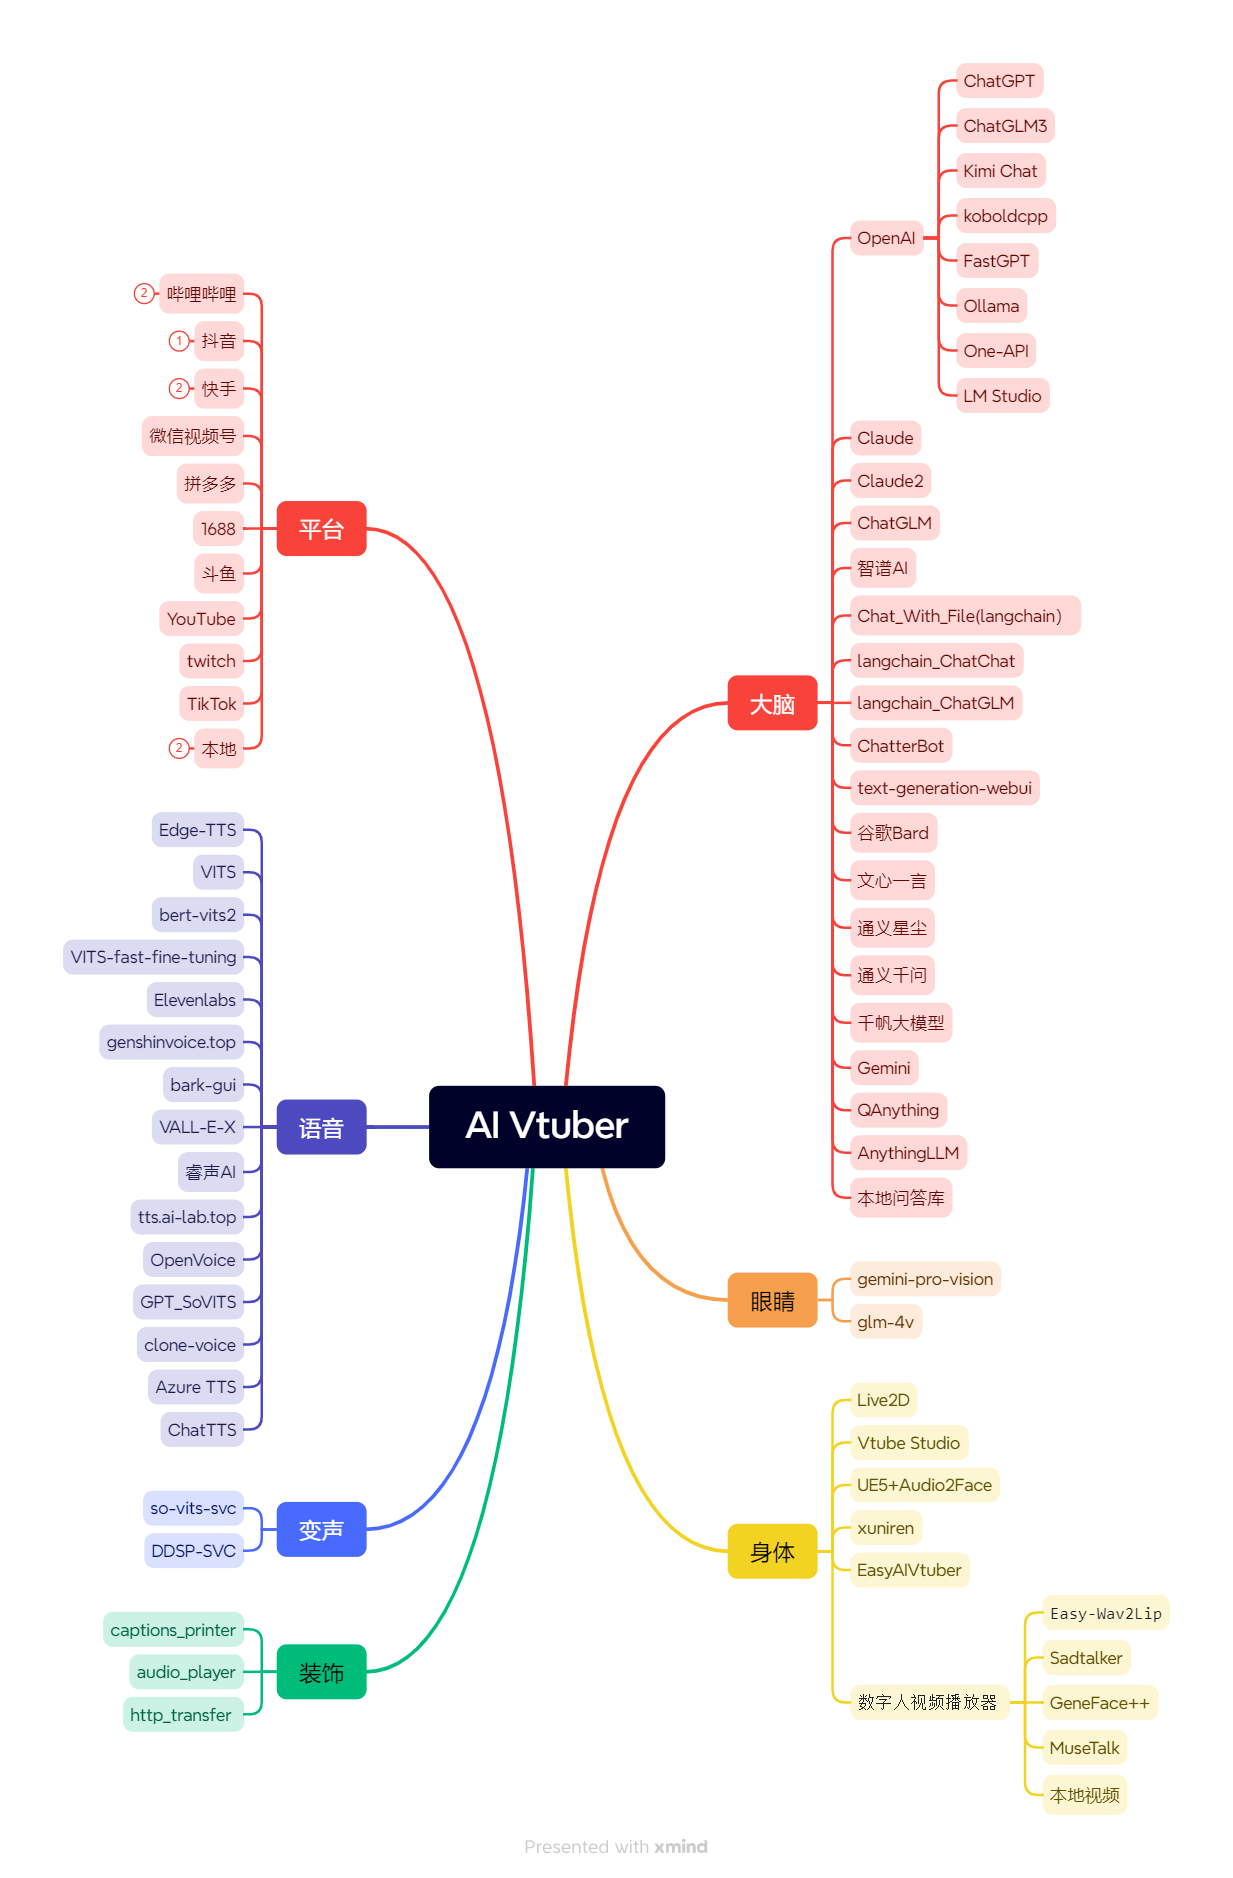 AI Vtuber
大脑
OpenAI
ChatGPT
ChatGLM3
Kimi Chat
koboldcpp
FastGPT
Ollama
One-API
LM Studio
Claude
Claude2
ChatGLM
智谱AI
Chat_With_File(langchain)
langchain_ChatChat
langchain_ChatGLM
ChatterBot
text-generation-webui
谷歌Bard
文心一言
通义星尘
通义千问
千帆大模型
Gemini
QAnything
AnythingLLM
本地问答库
眼睛
gemini-pro-vision
glm-4v
身体
Live2D
Vtube Studio
UE5+Audio2Face
xuniren
EasyAIVtuber
数字人视频播放器
Easy-Wav2Lip
Sadtalker
GeneFace++
MuseTalk
本地视频
平台
2 哔哩哔哩
1 抖音
2 快手
微信视频号
拼多多
1688
斗鱼
YouTube
twitch
TikTok
2 本地
语音
Edge-TTS
VITS
bert-vits2
VITS-fast-fine-tuning
Elevenlabs
genshinvoice.top
bark-gui
VALL-E-X
睿声AI
tts.ai-lab.top
OpenVoice
GPT_SoVITS
clone-voice
Azure TTS
ChatTTS
变声
so-vits-svc
DDSP-SVC
装饰
captions_printer
audio_player
http_transfer
Presented with xmind